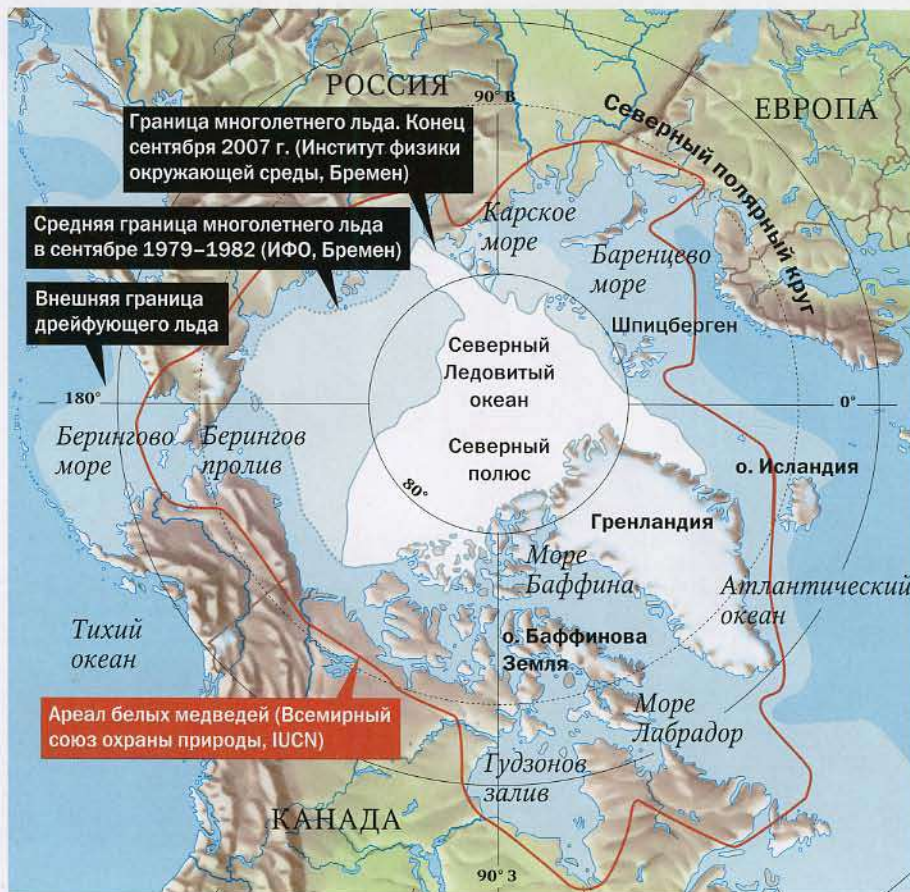 РОССИЯ
90° В
ЕВРОПА
Северный полярный круг
Граница многолетнего льда. Конец
сентября 2007 г. (Институт физики
окружающей среды, Бремен)
Карское
море
Средняя граница многолетнего льда
в сентябре 1979–1982 (ИФО, Бремен)
Баренцево
море
Внешняя граница
дрейфующего льда
Шпицберген
Северный
Ледовитый
океан
180°
0°
Берингово
море
Берингов
пролив
Северный
полюс
80°
о. Исландия
Гренландия
Море
Баффина
Атлантический
океан
Тихий
океан
о. Баффинова
Земля
Ареал белых медведей (Всемирный
союз охраны природы, IUCN)
Море
Лабрадор
Гудзонов
залив
КАНАДА
90° З